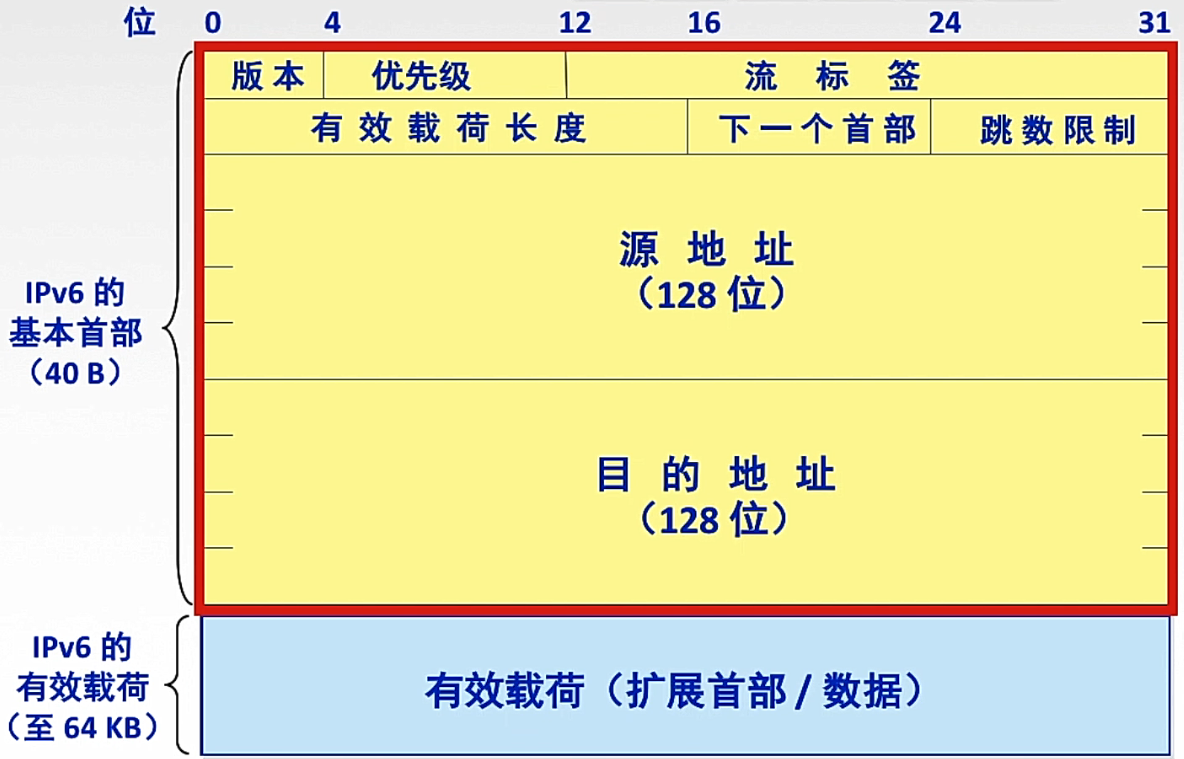 位 0 4 12 16 24 31
版本 优先级 流标签
有效载荷长度 下一个首部 跳数限制
源地址
（128 位）
IPv6 的
基本首部
（40 B）
目的地址
（128 位）
IPv6 的
有效载荷
（至 64 KB）
有效载荷（扩展首部 / 数据）